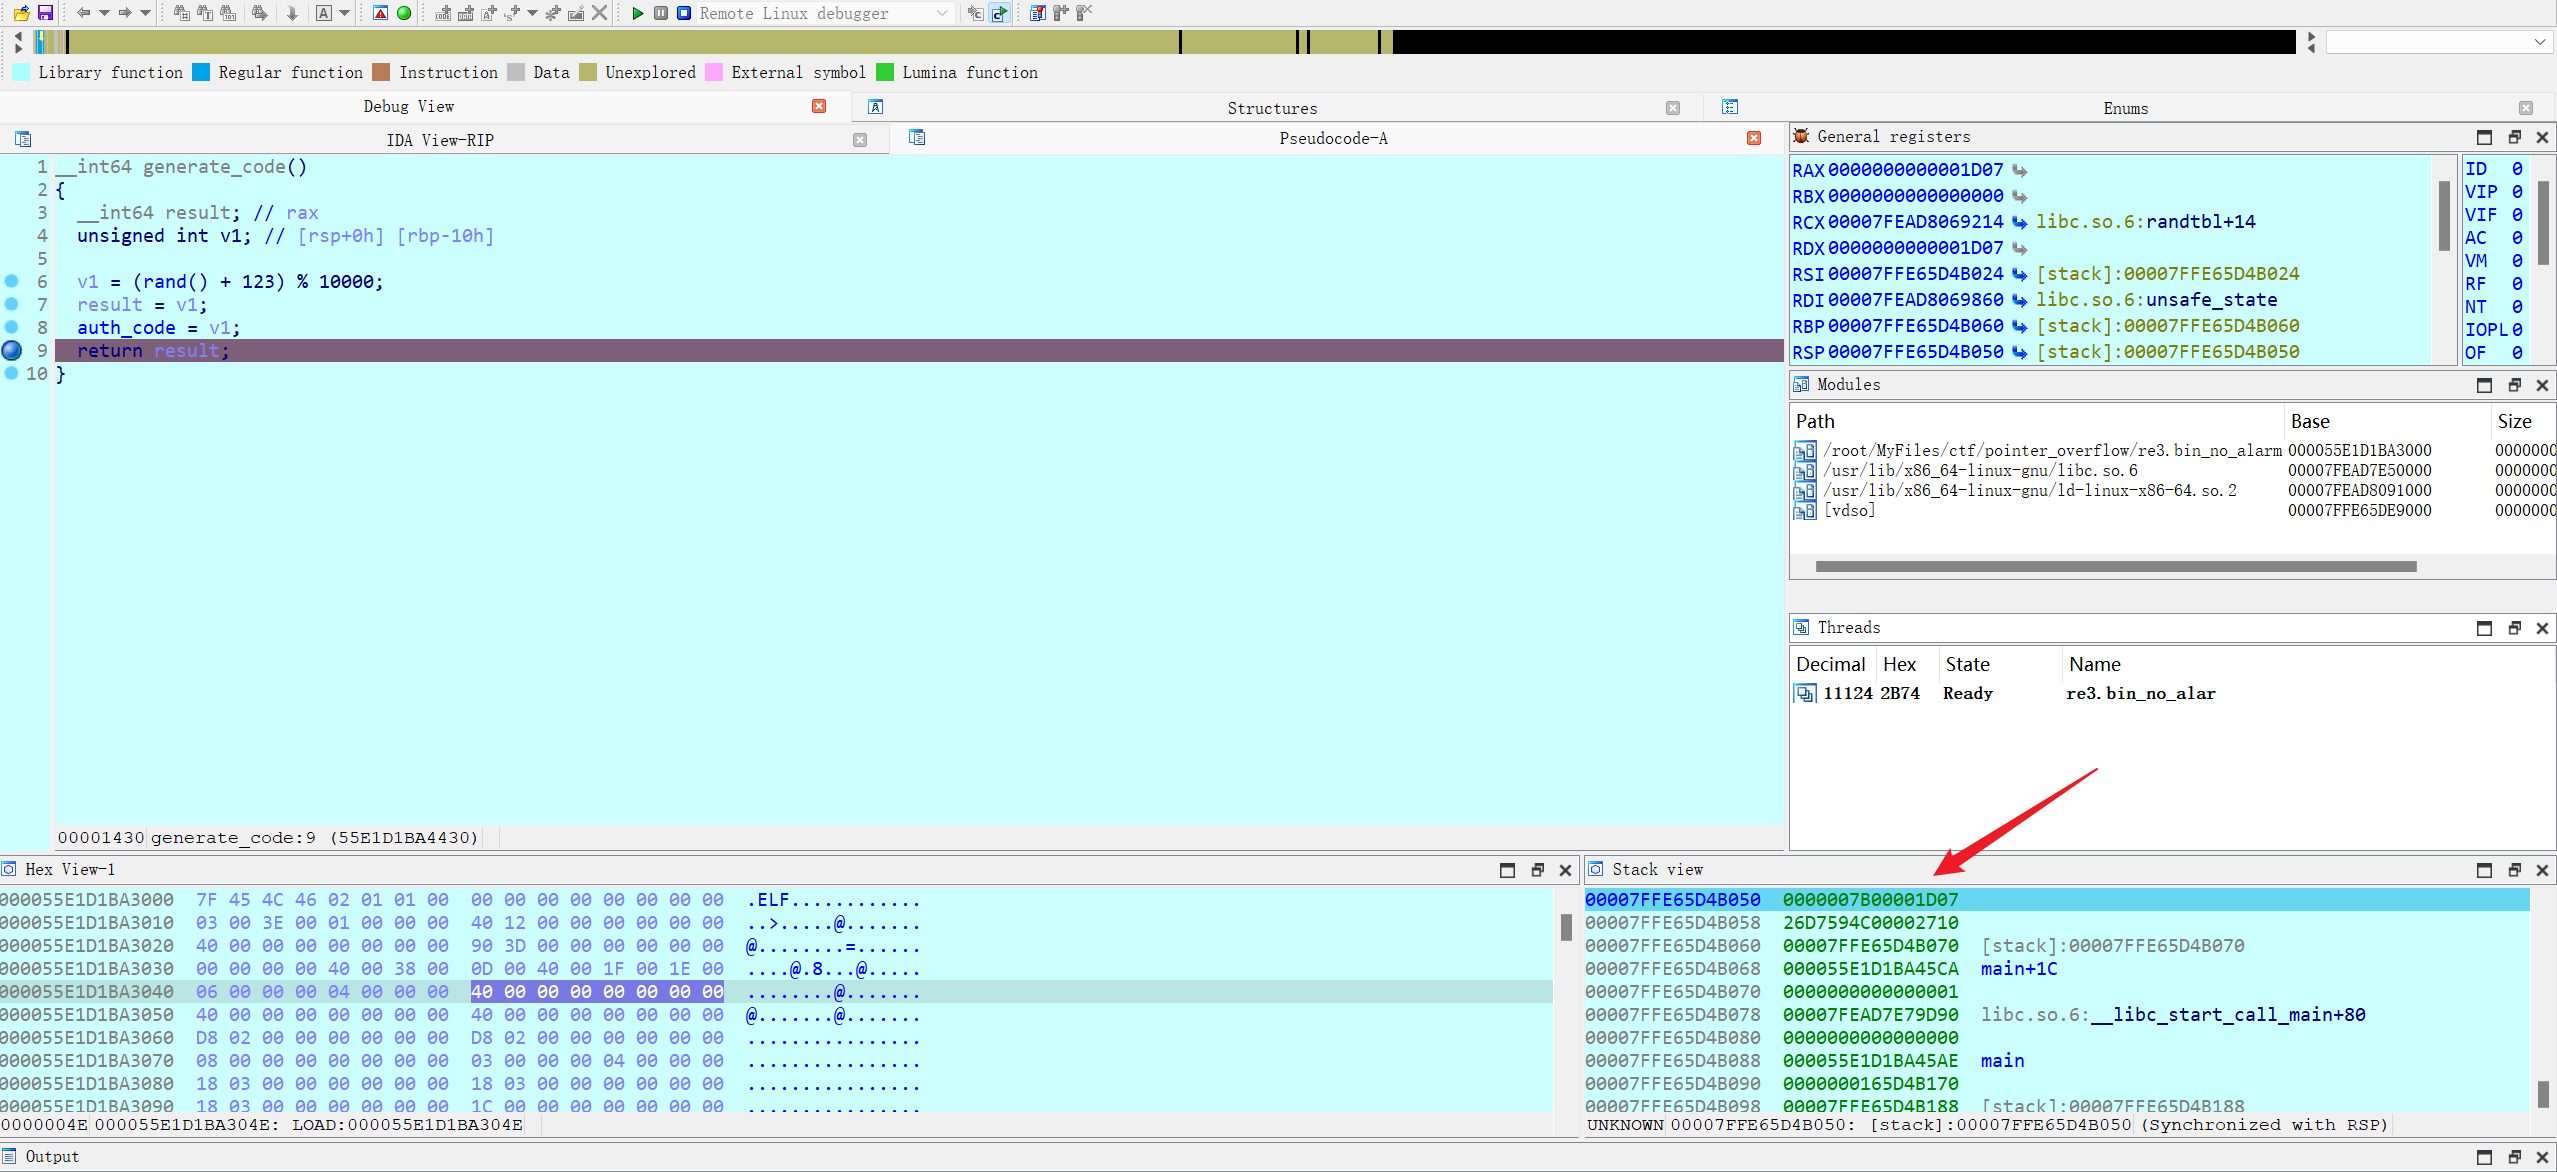 Remote Linux debugger
Library function Regular function Instruction Data Unexplored External symbol Lumina function
Debug View Structures Enums
IDA View-RIP Pseudocode-A
1 __int64 generate_code()
2 {
3 __int64 result; // rax
4 unsigned int v1; // [rsp+0h] [rbp-10h]
5
6 v1 = (rand() + 123) % 10000;
7 result = v1;
8 auth_code = v1;
9 return result;
10 }
00001430 generate_code:9 (55E1D1BA4430)
General registers
RAX 0000000000001D07
RBX 0000000000000000
RCX 00007FEAD8069214 libc.so.6:randtbl+14
RDX 0000000000001D07
RSI 00007FFE65D4B024 [stack]:00007FFE65D4B024
RDI 00007FEAD8069860 libc.so.6:unsafe_state
RBP 00007FFE65D4B060 [stack]:00007FFE65D4B060
RSP 00007FFE65D4B050 [stack]:00007FFE65D4B050
ID 0
VIP 0
VIF 0
AC 0
VM 0
RF 0
NT 0
IOPL 0
OF 0
Modules
Path Base Size
/root/MyFiles/ctf/pointer_overflow/re3.bin_no_alarm 000055E1D1BA3000 0000000
/usr/lib/x86_64-linux-gnu/libc.so.6 00007FEAD7E50000 0000000
/usr/lib/x86_64-linux-gnu/ld-linux-x86-64.so.2 00007FEAD8091000 0000000
[vdso] 00007FFE65DE9000 0000000
Threads
Decimal Hex State Name
11124 2B74 Ready re3.bin_no_alar
Hex View-1
000055E1D1BA3000 7F 45 4C 46 02 01 01 00 00 00 00 00 00 00 00 00 .ELF............
000055E1D1BA3010 03 00 3E 00 01 00 00 00 40 12 00 00 00 00 00 00 ..>.....@.......
000055E1D1BA3020 40 00 00 00 00 00 00 00 90 3D 00 00 00 00 00 00 @........=......
000055E1D1BA3030 00 00 00 00 40 00 38 00 0D 00 40 00 1F 00 1E 00 ....@.8...@.....
000055E1D1BA3040 06 00 00 00 04 00 00 00 40 00 00 00 00 00 00 00 ........@.......
000055E1D1BA3050 40 00 00 00 00 00 00 00 40 00 00 00 00 00 00 00 @.......@.......
000055E1D1BA3060 D8 02 00 00 00 00 00 00 D8 02 00 00 00 00 00 00 ................
000055E1D1BA3070 08 00 00 00 00 00 00 00 03 00 00 00 04 00 00 00 ................
000055E1D1BA3080 18 03 00 00 00 00 00 00 18 03 00 00 00 00 00 00 ................
000055E1D1BA3090 18 03 00 00 00 00 00 00 1C 00 00 00 00 00 00 00 ................
0000004E 000055E1D1BA304E: LOAD:000055E1D1BA304E
Stack view
00007FFE65D4B050 0000007B00001D07
00007FFE65D4B058 26D7594C00002710
00007FFE65D4B060 00007FFE65D4B070 [stack]:00007FFE65D4B070
00007FFE65D4B068 000055E1D1BA45CA main+1C
00007FFE65D4B070 0000000000000001
00007FFE65D4B078 00007FEAD7E79D90 libc.so.6:__libc_start_call_main+80
00007FFE65D4B080 0000000000000000
00007FFE65D4B088 000055E1D1BA45AE main
00007FFE65D4B090 0000000165D4B170
00007FFE65D4B098 00007FFE65D4B188 [stack]:00007FFE65D4B188
UNKNOWN 00007FFE65D4B050: [stack]:00007FFE65D4B050 (Synchronized with RSP)
Output